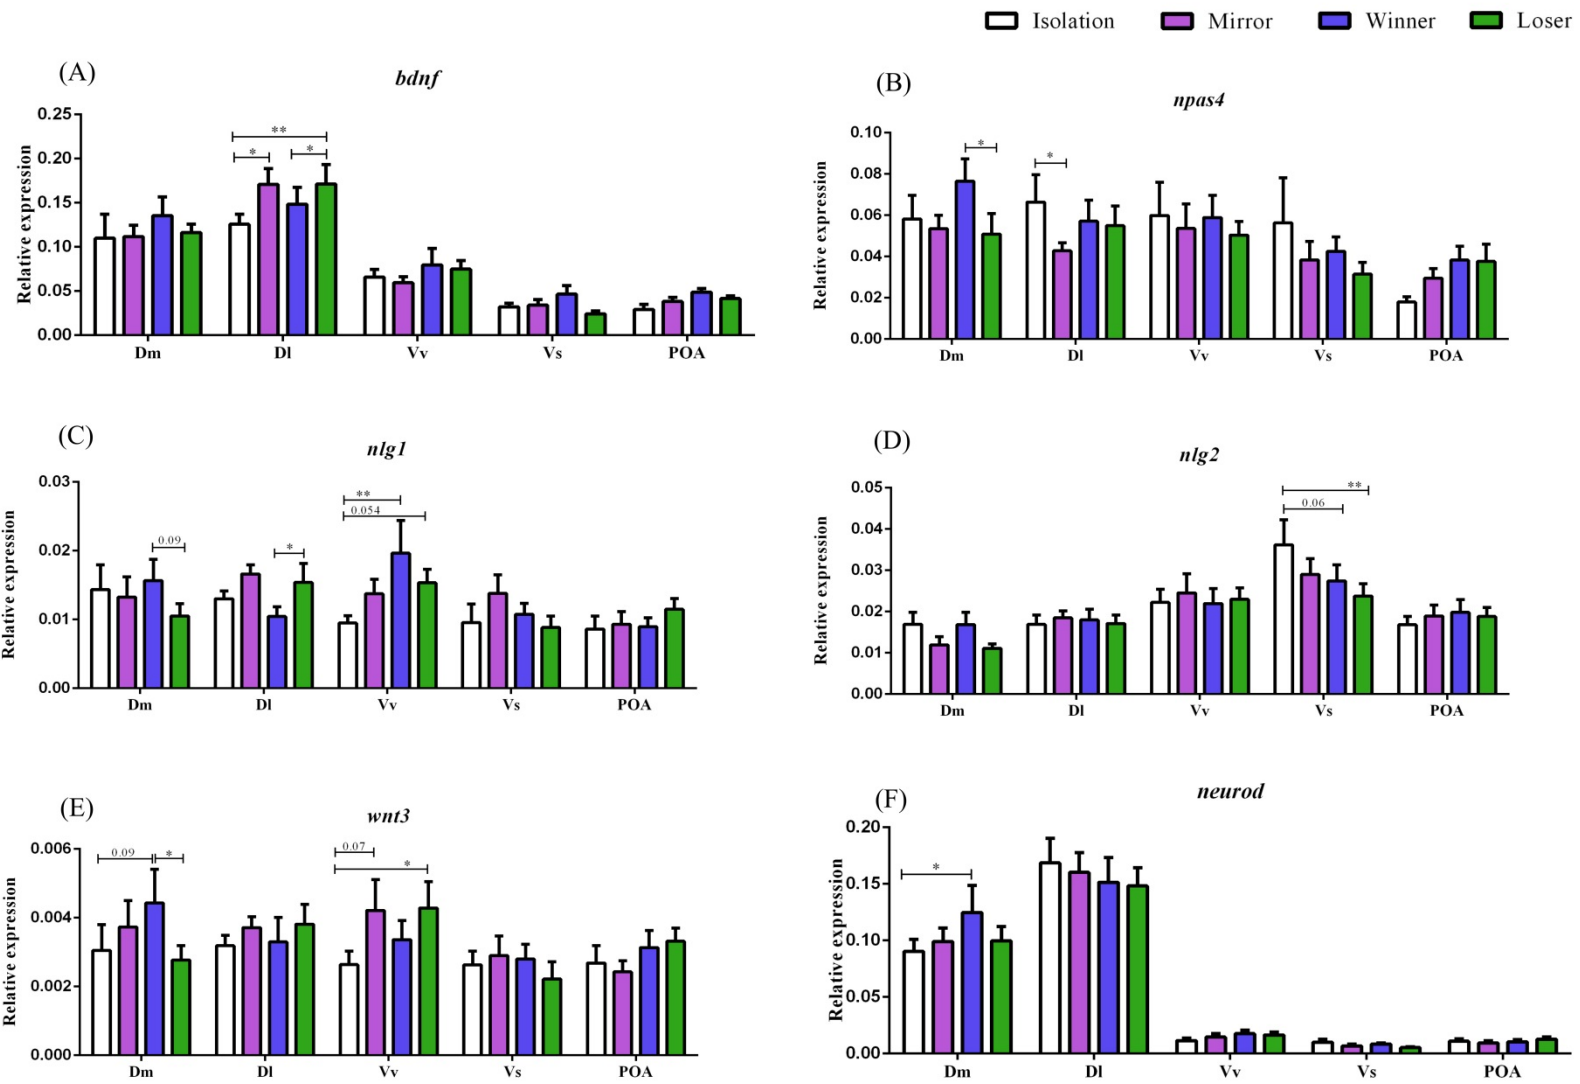 Isolation Mirror Winner Loser
(A)
bdnf
Relative expression
0.25
0.20
0.15
0.10
0.05
0.00
**
* *
Dm Dl Vv Vs POA
(B)
npas4
Relative expression
0.10
0.08
0.06
0.04
0.02
0.00
*
*
Dm Dl Vv Vs POA
(C)
nlg1
Relative expression
0.03
0.02
0.01
0.00
**
0.054
0.09
*
Dm Dl Vv Vs POA
(D)
nlg2
Relative expression
0.05
0.04
0.03
0.02
0.01
0.00
**
0.06
Dm Dl Vv Vs POA
(E)
wnt3
Relative expression
0.006
0.004
0.002
0.000
0.09 *
0.07
*
Dm Dl Vv Vs POA
(F)
neurod
Relative expression
0.20
0.15
0.10
0.05
0.00
*
Dm Dl Vv Vs POA